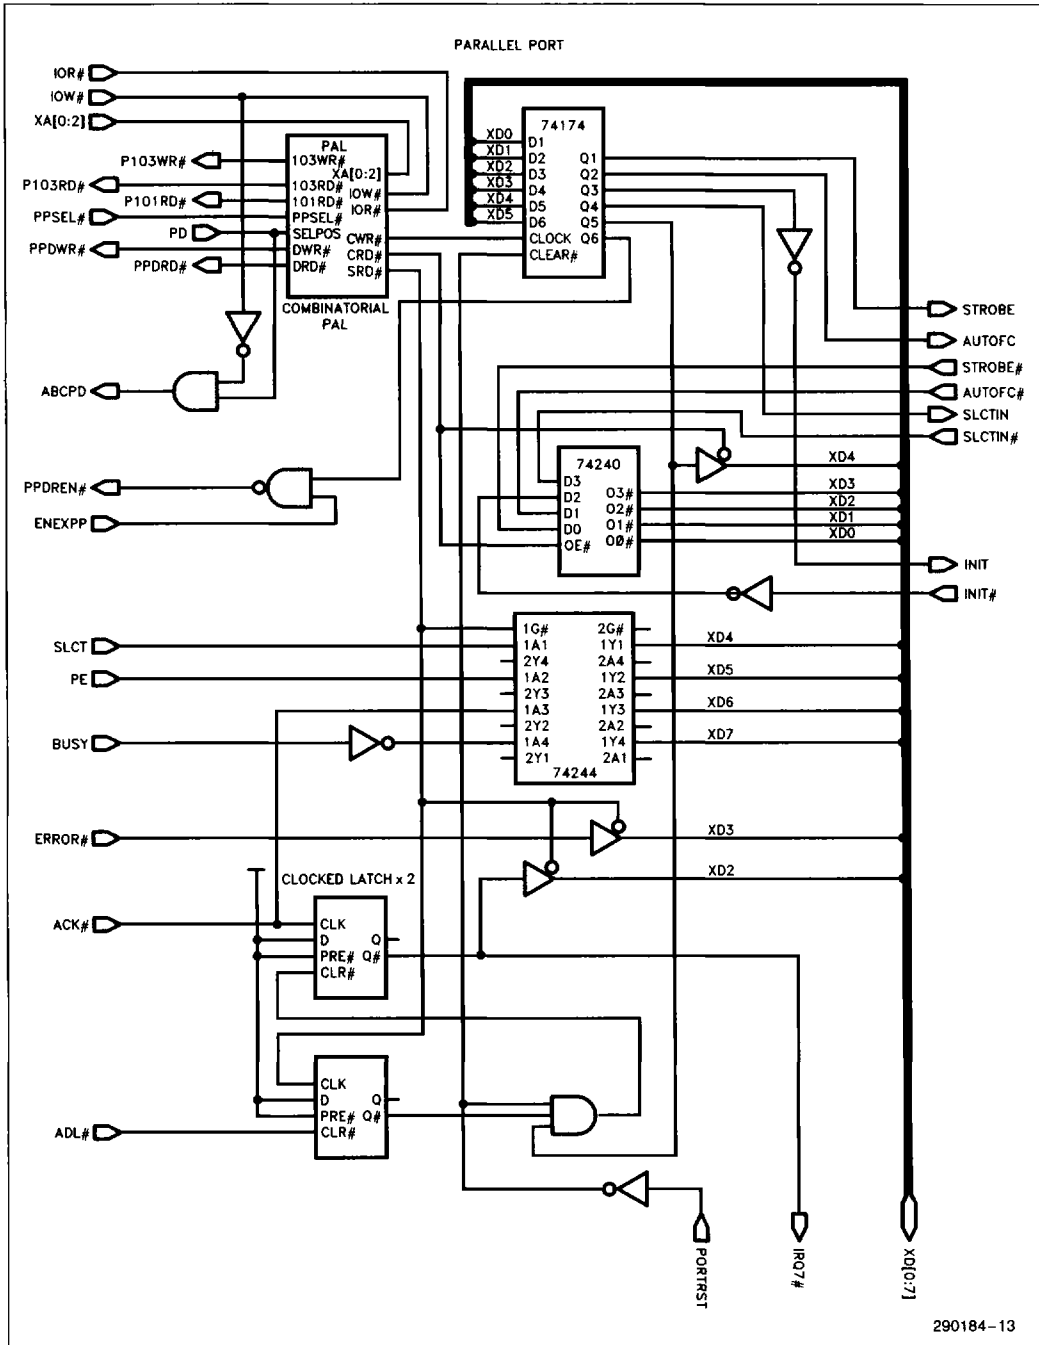 PARALLEL PORT
IOR#
IOW#
XA[0:2]
P103WR#
P103RD#
P101RD#
PPSEL#
PD
PPDWR#
PPDRD#
PAL
103WR#
XA[0:2]
103RD#
IOW#
101RD#
IOR#
PPSEL#
SELPOS
CWR#
DWR#
CRD#
DRD#
SRD#
COMBINATORIAL
PAL
74174
XD0
XD1
XD2
XD3
XD4
XD5
D1
D2
D3
D4
D5
D6
CLOCK
CLEAR#
Q1
Q2
Q3
Q4
Q5
Q6
STROBE
AUTOFC
STROBE#
AUTOFC#
SLCTIN
SLCTIN#
ABCPD
PPDREN#
ENEXPP
74240
D3
D2
D1
D0
OE#
O3#
O2#
O1#
O0#
XD4
XD3
XD2
XD1
XD0
INIT
INIT#
SLCT
PE
BUSY
1G#
1A1
2Y4
1A2
2Y3
1A3
2Y2
1A4
2Y1
2G#
1Y1
2A4
1Y2
2A3
1Y3
2A2
1Y4
2A1
74244
XD4
XD5
XD6
XD7
ERROR#
XD3
XD2
CLOCKED LATCH x 2
ACK#
CLK
D
PRE#
CLR#
Q
Q#
CLK
D
PRE#
CLR#
Q
Q#
ADL#
PORTRST
IRQ7#
XD[0:7]
290184-13